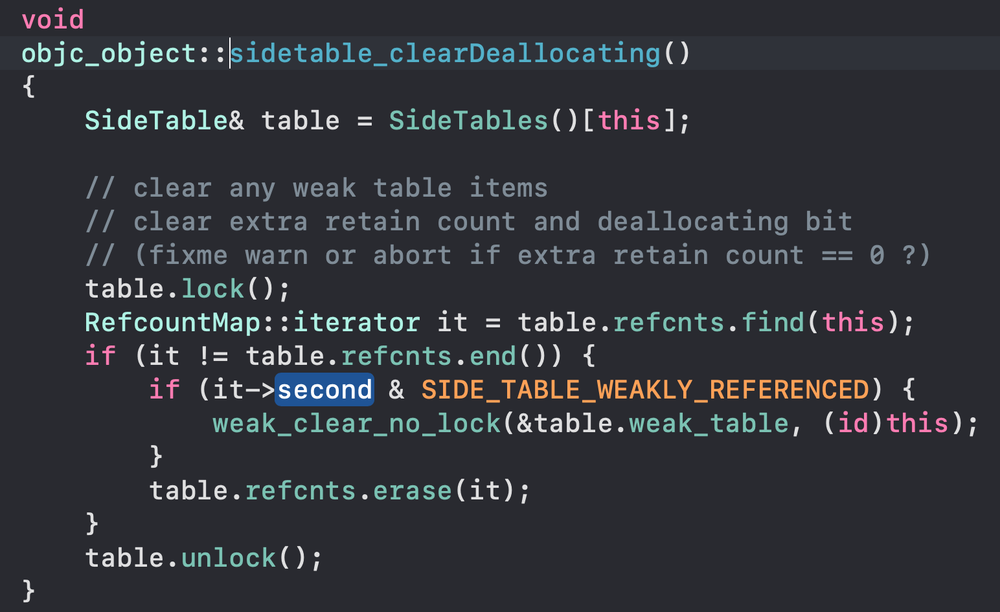 void
objc_object::sidetable_clearDeallocating()
{
    SideTable& table = SideTables()[this];

    // clear any weak table items
    // clear extra retain count and deallocating bit
    // (fixme warn or abort if extra retain count == 0 ?)
    table.lock();
    RefcountMap::iterator it = table.refcnts.find(this);
    if (it != table.refcnts.end()) {
        if (it->second & SIDE_TABLE_WEAKLY_REFERENCED) {
            weak_clear_no_lock(&table.weak_table, (id)this);
        }
        table.refcnts.erase(it);
    }
    table.unlock();
}